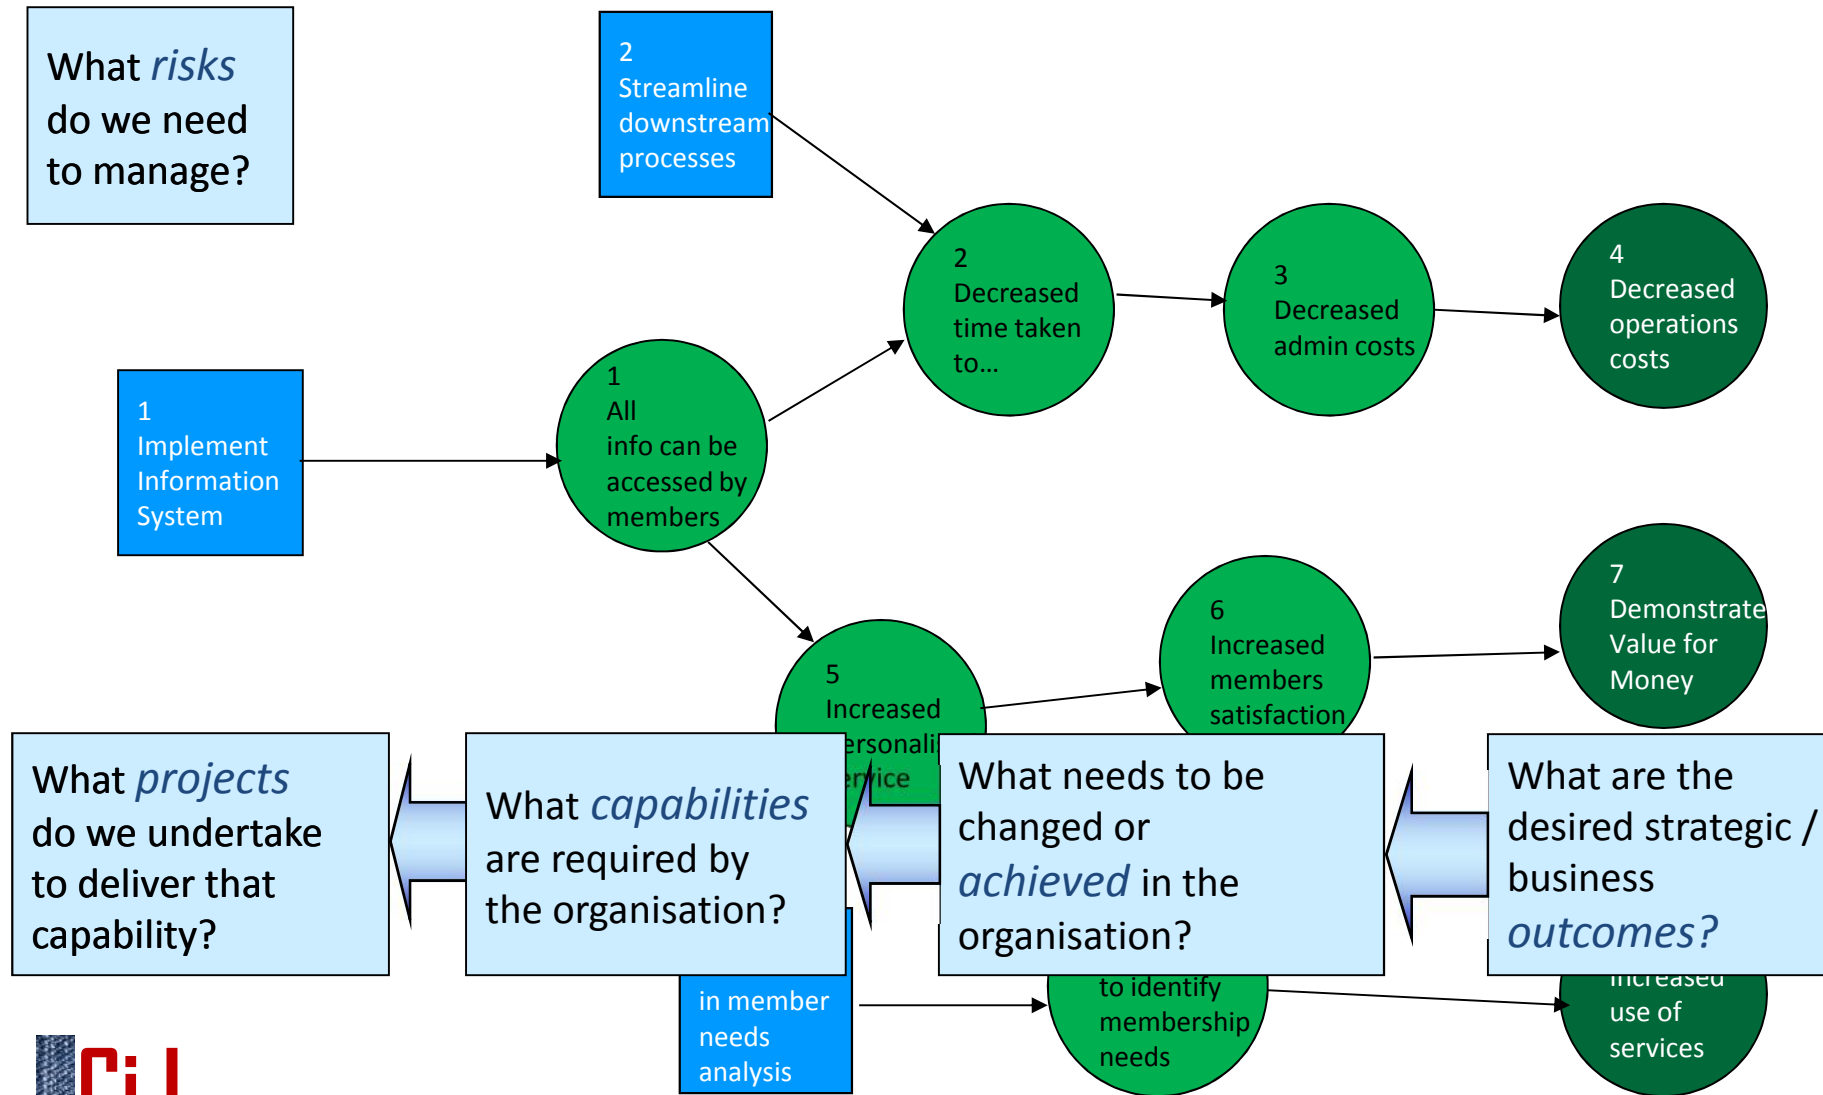 What risks
do we need
to manage?
2
Streamline
downstream
processes
2
Decreased
time taken
to...
3
Decreased
admin costs
4
Decreased
operations
costs
1
Implement
Information
System
1
All
info can be
accessed by
members
5
Increased
6
Increased
members
satisfaction
7
Demonstrate
Value for
Money
What projects
do we undertake
to deliver that
capability?
What capabilities
are required by
the organisation?
What needs to be
changed or
achieved in the
organisation?
What are the
desired strategic /
business
outcomes?
in member
needs
analysis
to identify
membership
needs
Increased
use of
services